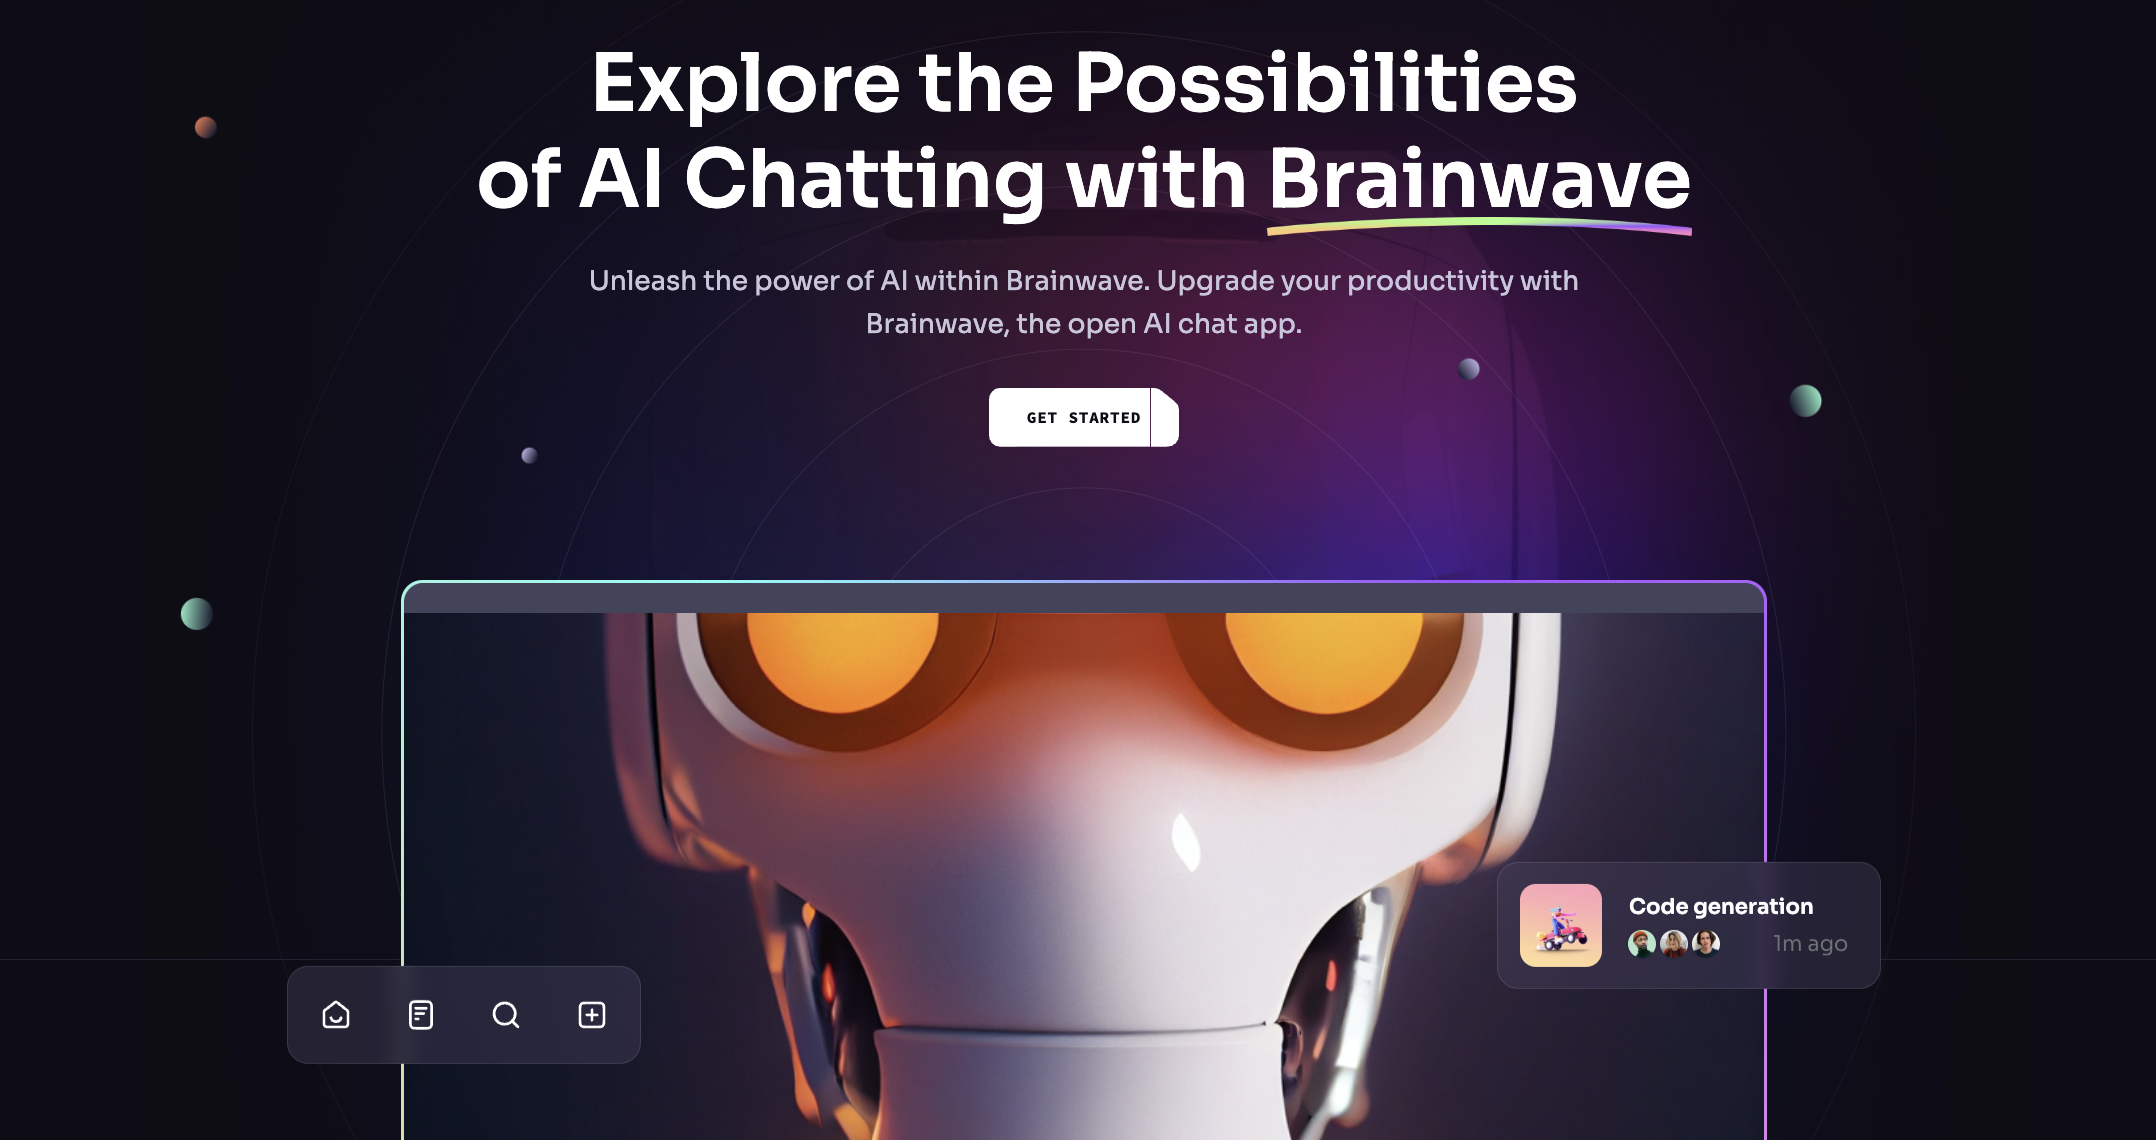 Explore the Possibilities
of AI Chatting with Brainwave
Unleash the power of AI within Brainwave. Upgrade your productivity with
Brainwave, the open AI chat app.
GET STARTED
Code generation
1m ago